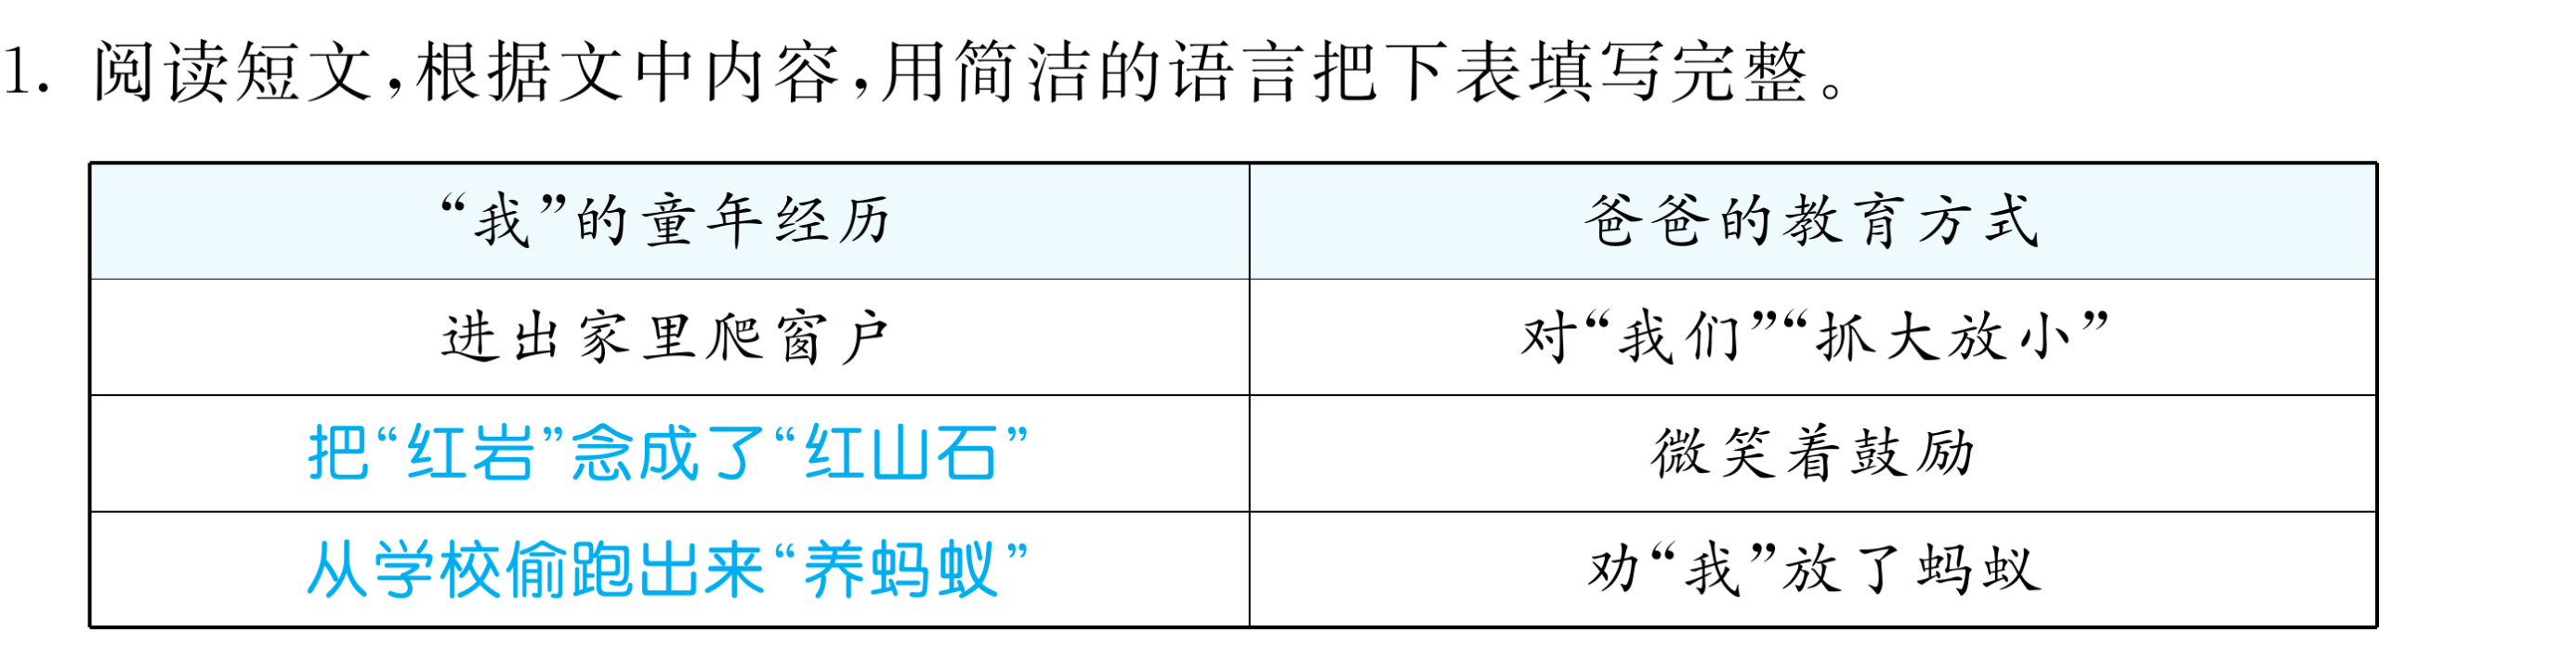 1. 阅读短文,根据文中内容,用简洁的语言把下表填写完整。
“我”的童年经历 爸爸的教育方式
进出家里爬窗户 对“我们”“抓大放小”
把“红岩”念成了“红山石” 微笑着鼓励
从学校偷跑出来“养蚂蚁” 劝“我”放了蚂蚁